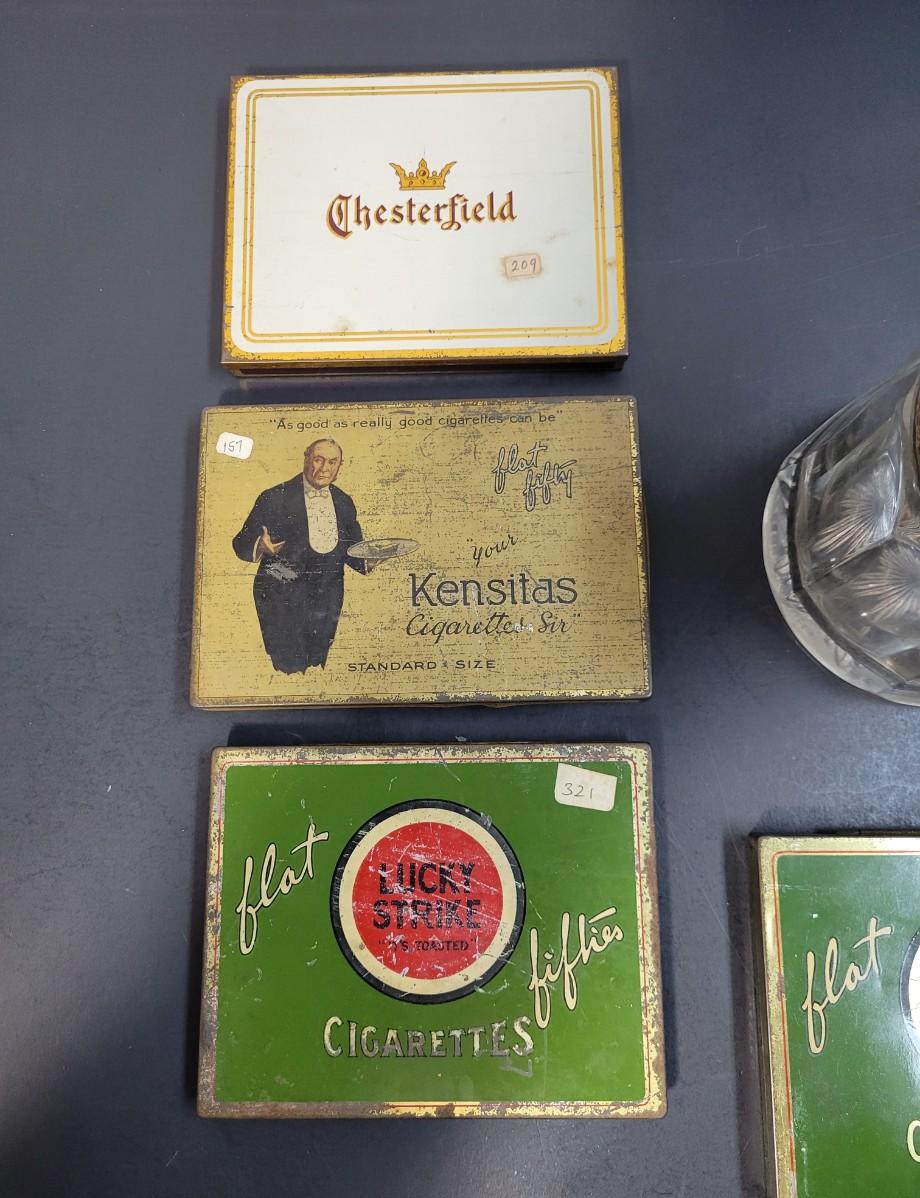 Chesterfield
209
"As good as really good cigarettes can be"
157
flat
fifty
"your
Kensitas
Cigarettes Sir"
STANDARD SIZE
321
flat
LUCKY
STRIKE
"IT'S TOASTED"
fifties
CIGARETTES
flat
C